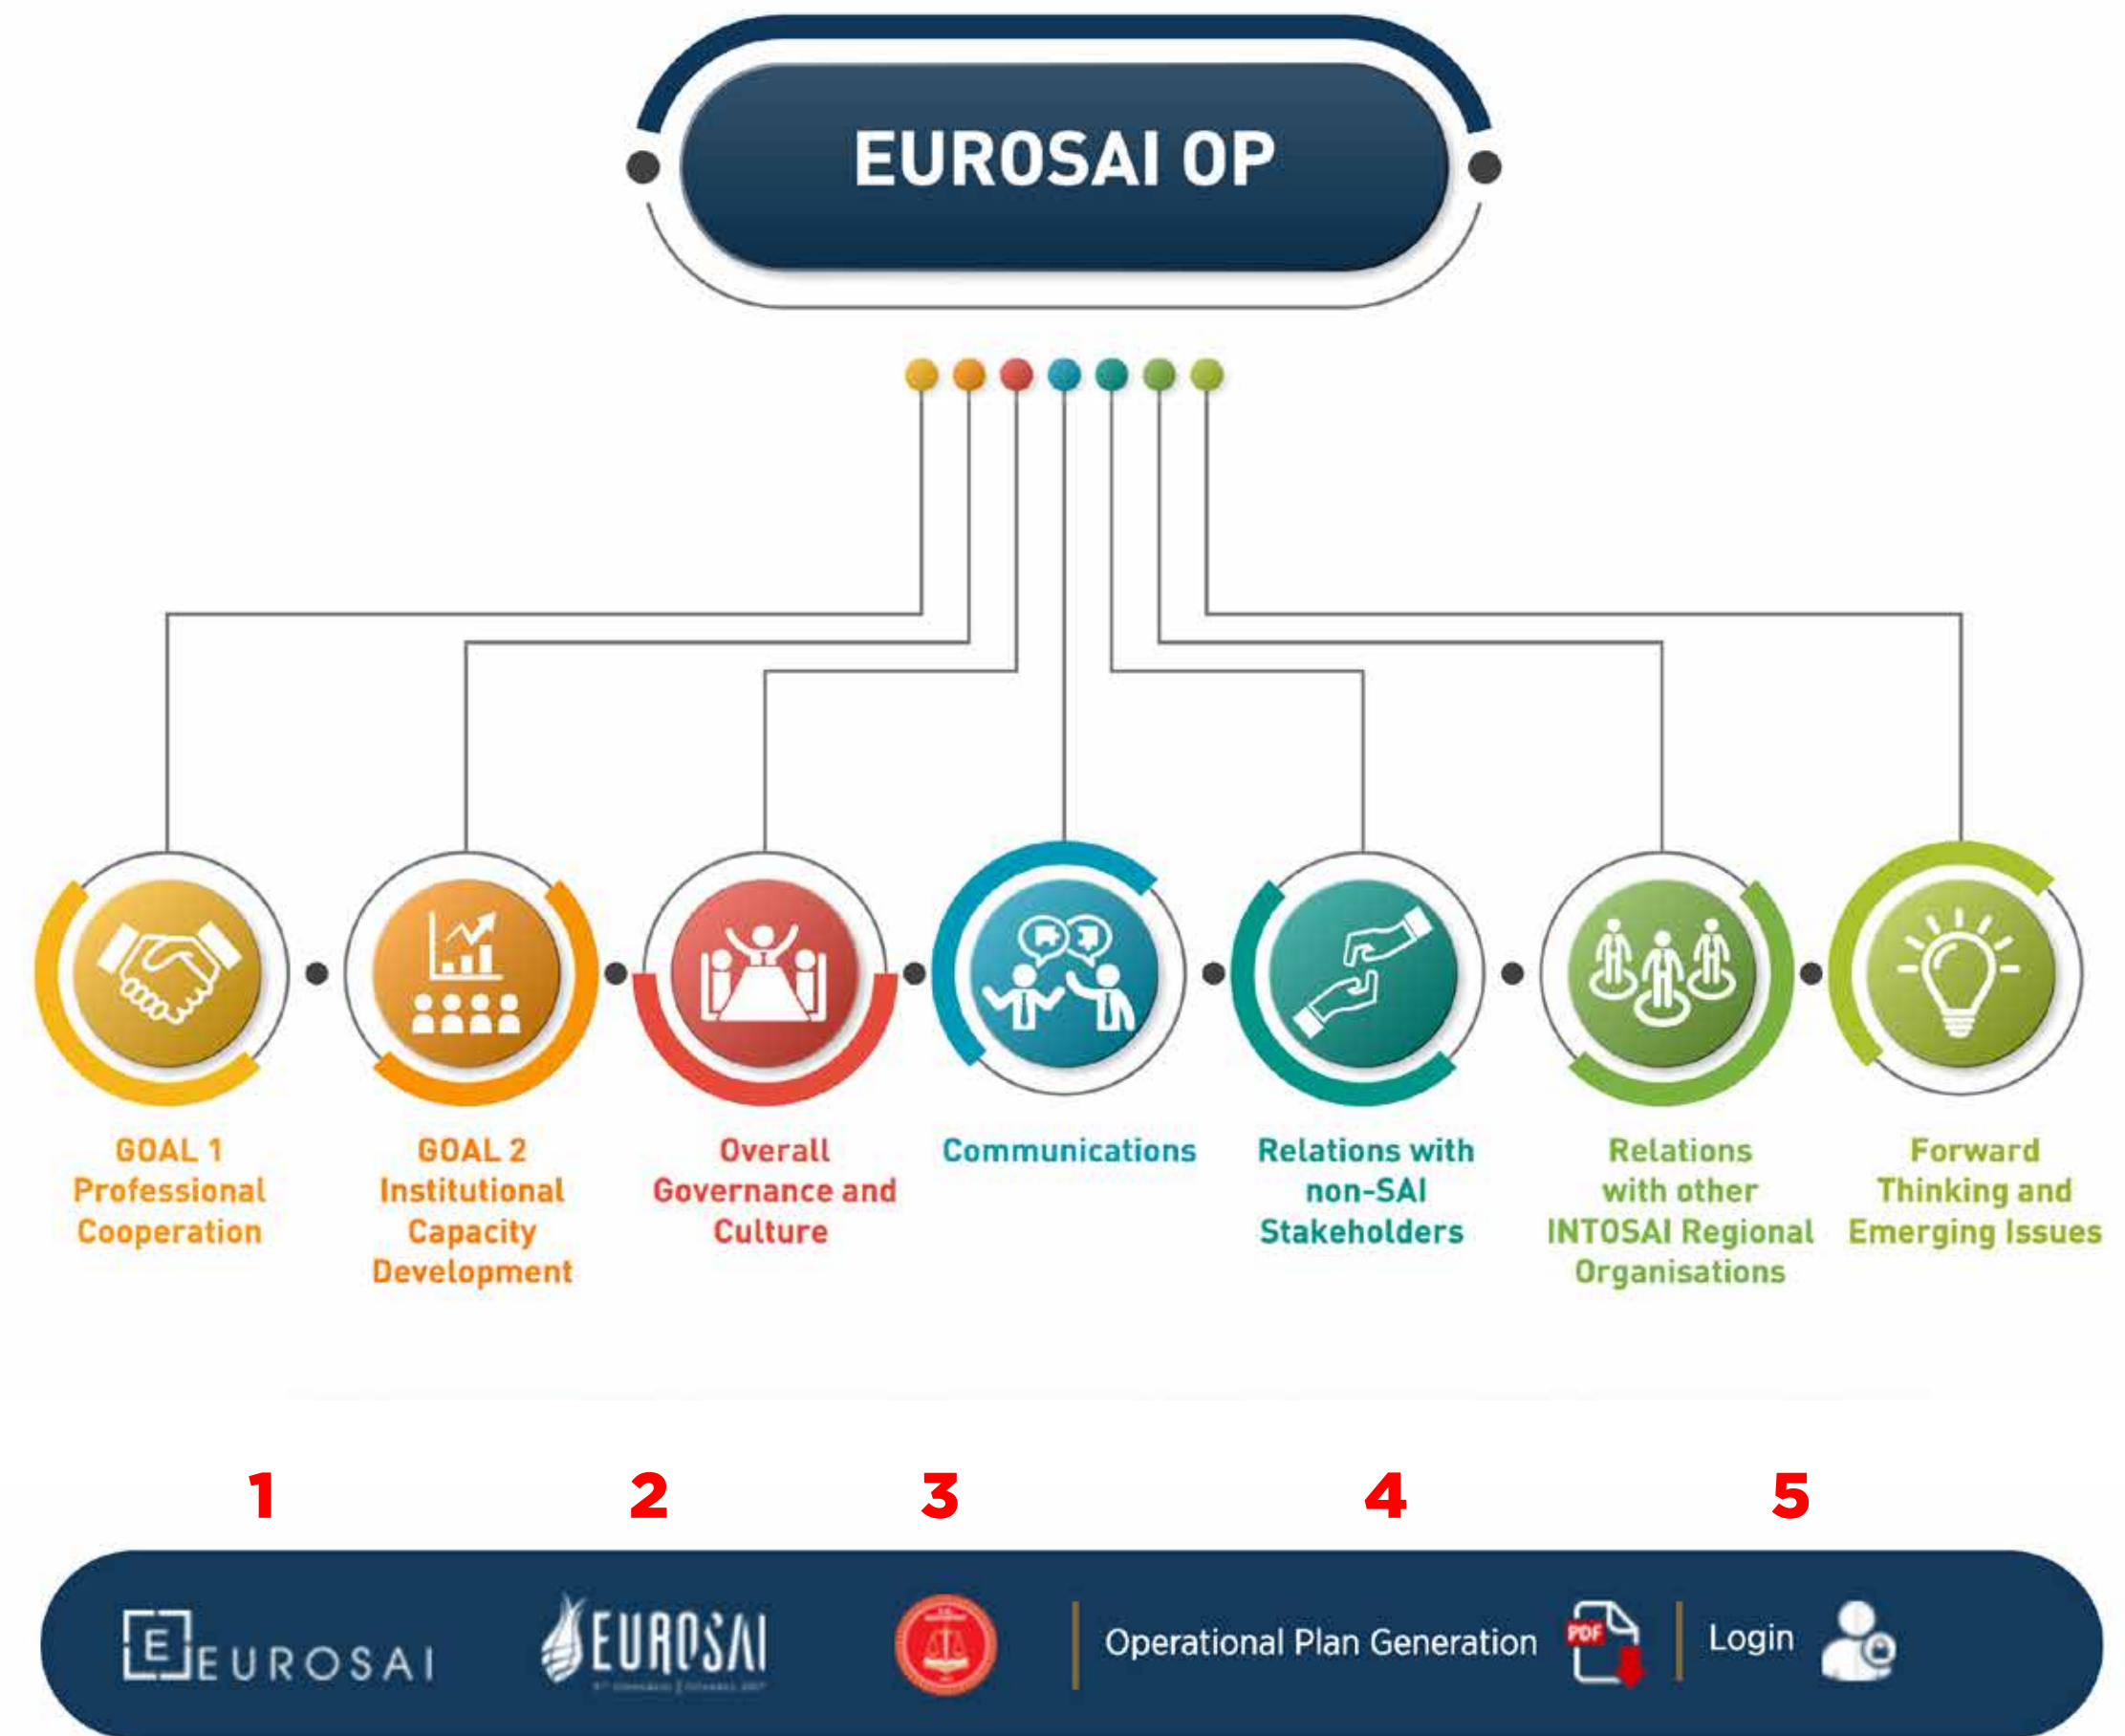 EUROSAI OP
GOAL 1
Professional
Cooperation
GOAL 2
Institutional
Capacity
Development
Overall
Governance and
Culture
Communications
Relations with
non-SAI
Stakeholders
Relations
with other
INTOSAI Regional
Organisations
Forward
Thinking and
Emerging Issues
1
2
3
4
5
E EUROSAI
EUROSAI
Operational Plan Generation
PDF
Login